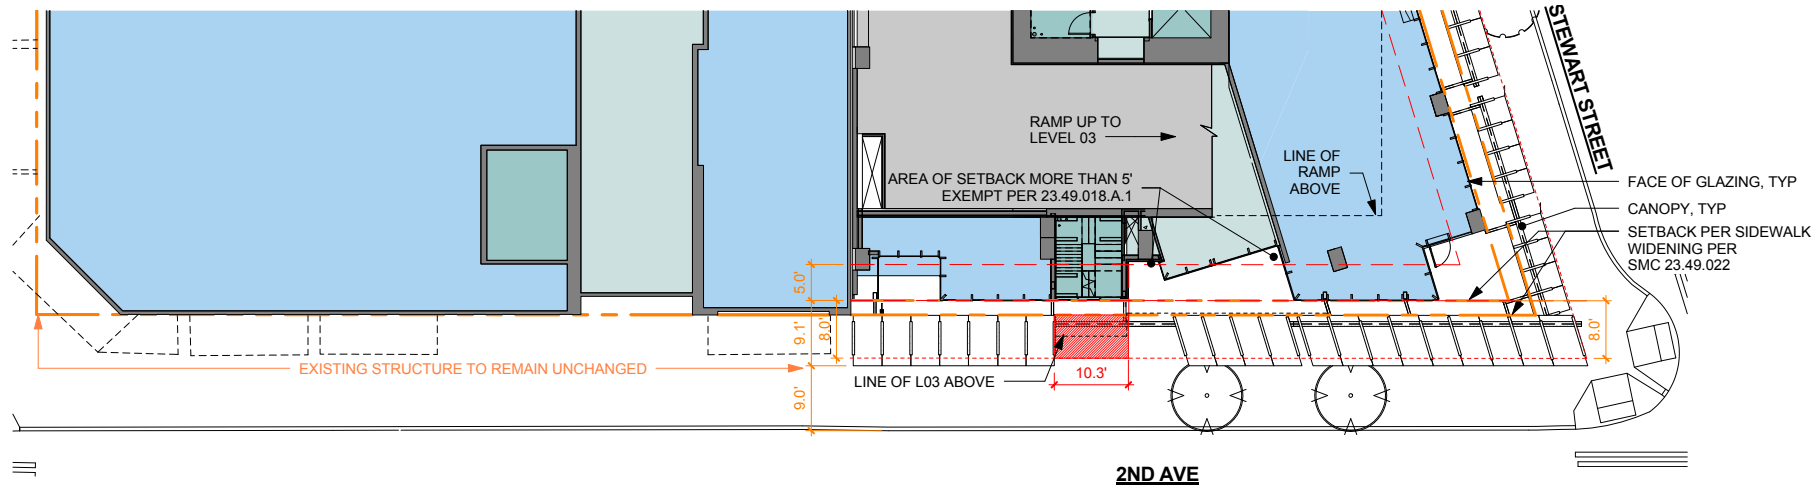 STEWART STREET
RAMP UP TO
LEVEL 03
LINE OF
RAMP
ABOVE
AREA OF SETBACK MORE THAN 5'
EXEMPT PER 23.49.018.A.1
FACE OF GLAZING, TYP
CANOPY, TYP
SETBACK PER SIDEWALK
WIDENING PER
SMC 23.49.022
5.0'
9.1'
8.0'
8.0'
EXISTING STRUCTURE TO REMAIN UNCHANGED
LINE OF L03 ABOVE
10.3'
9.0'
2ND AVE